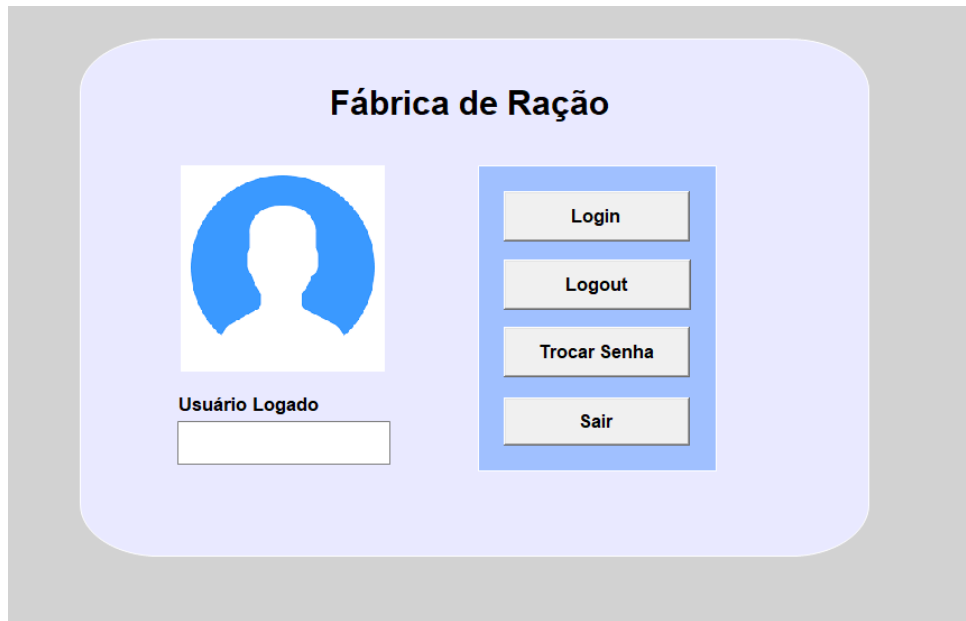 Fábrica de Ração
Login
Logout
Trocar Senha
Usuário Logado
Sair